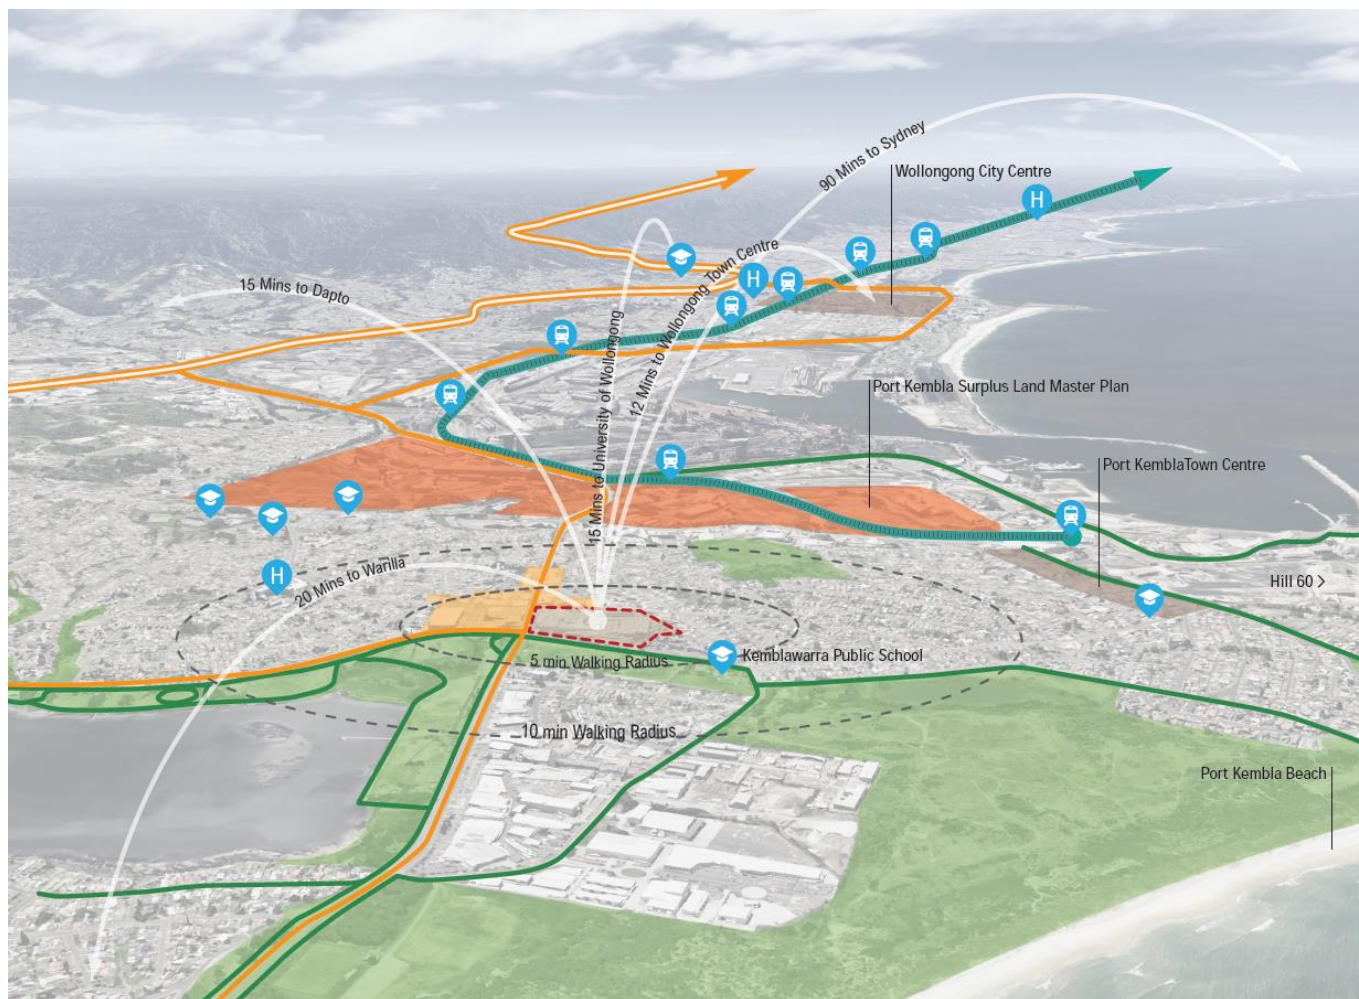 90 Mins to Sydney
Wollongong City Centre
H
12 Mins to Wollongong Town Centre
H
15 Mins to Dapto
15 Mins to University of Wollongong
Port Kembla Surplus Land Master Plan
Port KemblaTown Centre
H
20 Mins to Warilla
Hill 60 >
Kemblawarra Public School
5 min Walking Radius
10 min Walking Radius
Port Kembla Beach